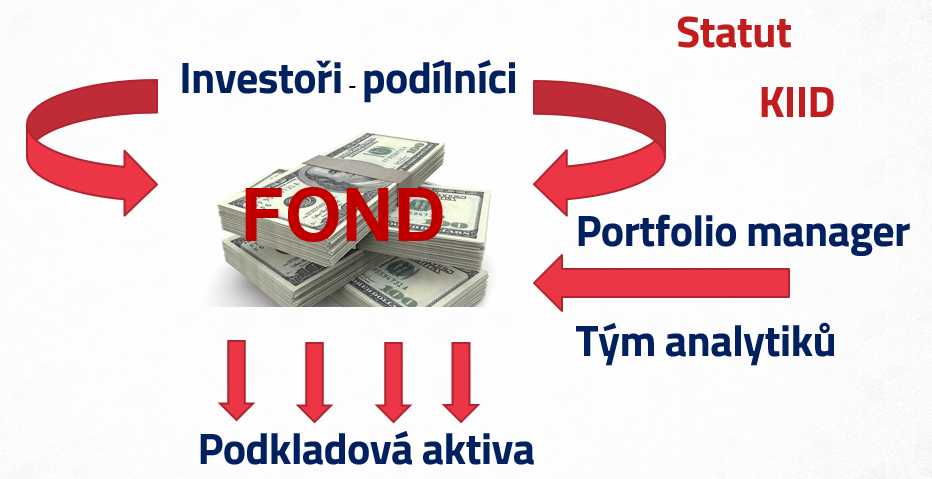 Statut
Investoři - podílníci
KIID
FOND
Portfolio manager
Tým analytiků
Podkladová aktiva